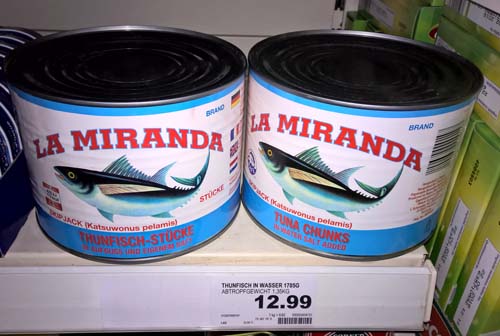 BRAND
LA MIRANDA
SKIPJACK (Katsuwonus pelamis)
STÜCKE
THUNFISCH-STÜCKE
BRAND
LA MIRANDA
SKIPJACK (Katsuwonus pelamis)
TUNA CHUNKS
IN WATER SALT ADDED
THUNFISCH IN WASSER 1705G
ABTROPFGEWICHT 1,35KG
12.99